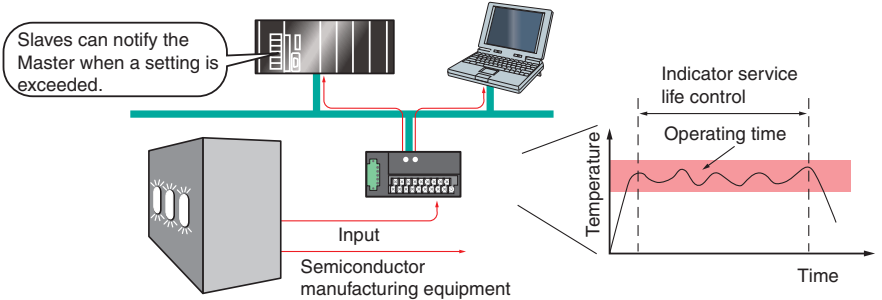 Slaves can notify the
Master when a setting is
exceeded.
Indicator service
life control
Operating time
Temperature
Time
Input
Semiconductor
manufacturing equipment